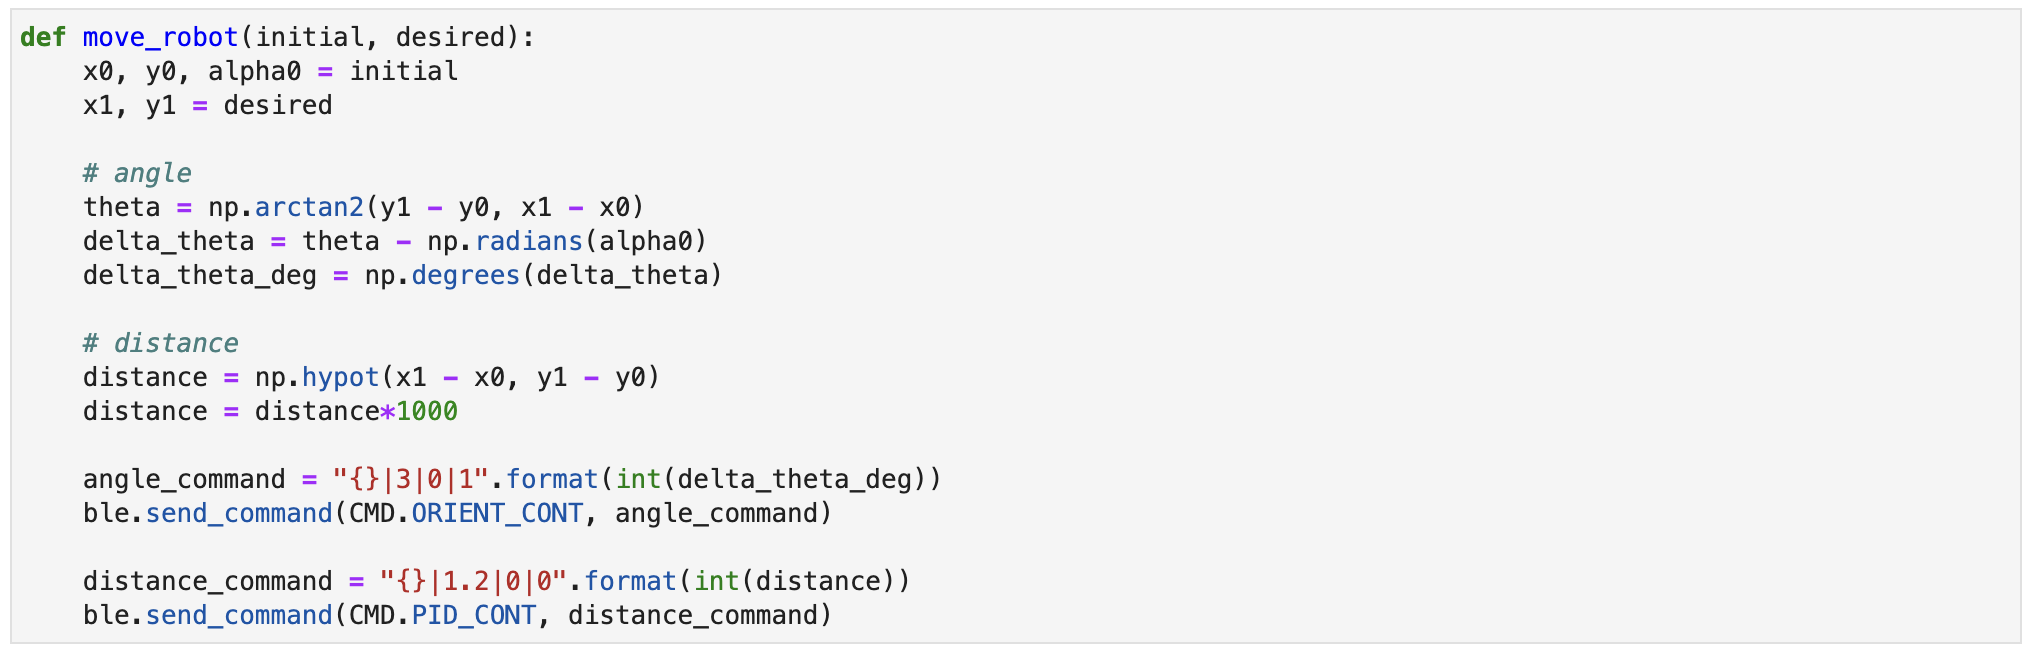 def move_robot(initial, desired):
    x0, y0, alpha0 = initial
    x1, y1 = desired

    # angle
    theta = np.arctan2(y1 - y0, x1 - x0)
    delta_theta = theta - np.radians(alpha0)
    delta_theta_deg = np.degrees(delta_theta)

    # distance
    distance = np.hypot(x1 - x0, y1 - y0)
    distance = distance*1000

    angle_command = "{}|3|0|1".format(int(delta_theta_deg))
    ble.send_command(CMD.ORIENT_CONT, angle_command)

    distance_command = "{}|1.2|0|0".format(int(distance))
    ble.send_command(CMD.PID_CONT, distance_command)